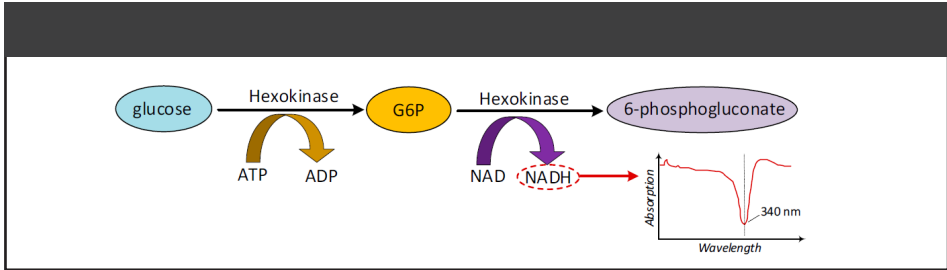 glucose
Hexokinase
G6P
Hexokinase
6-phosphogluconate
ATP
ADP
NAD
NADH
Absorption
340 nm
Wavelength